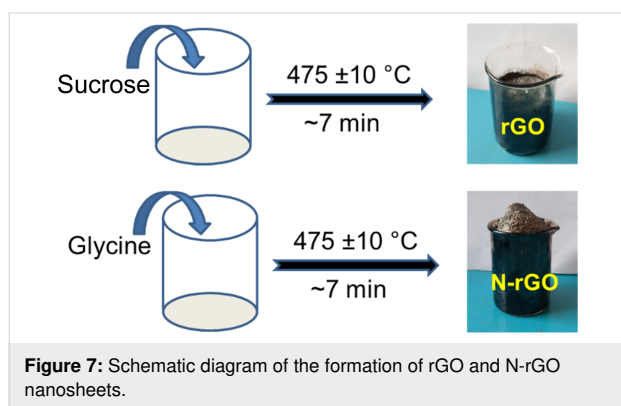 Sucrose
475 ±10 °C
~7 min
rGO
Glycine
475 ±10 °C
~7 min
N-rGO
Figure 7: Schematic diagram of the formation of rGO and N-rGO
nanosheets.